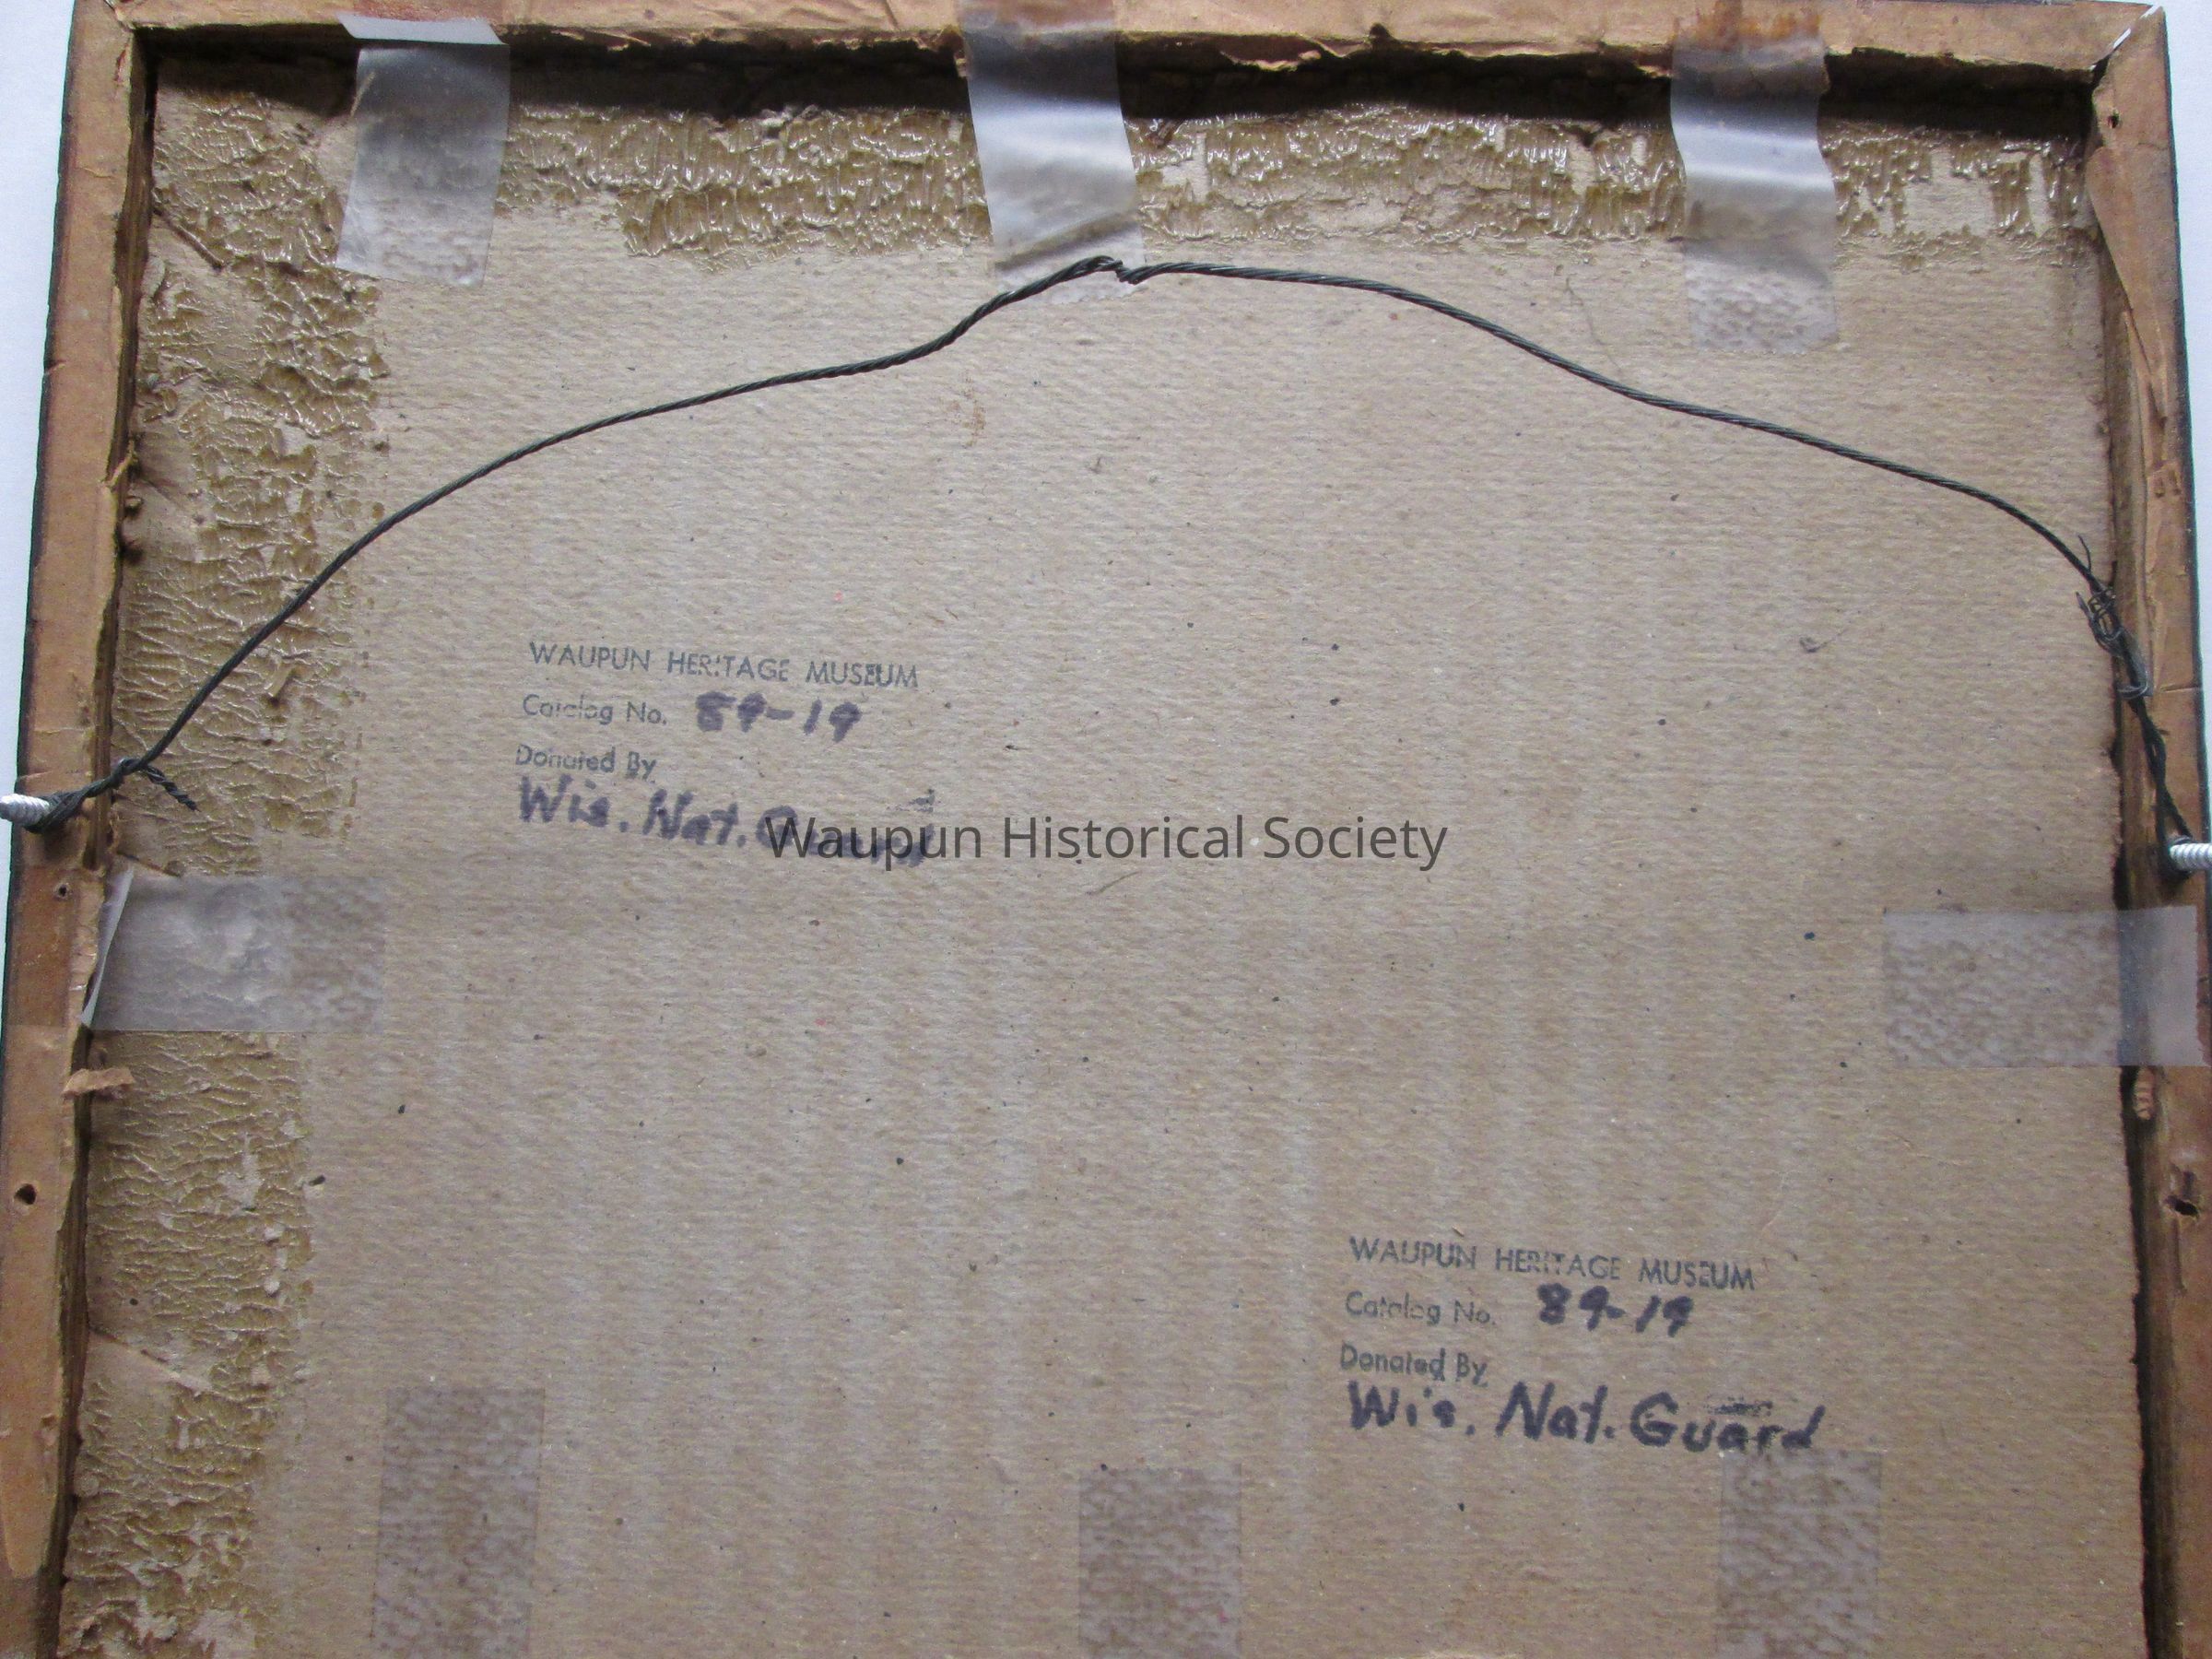 WAUPUN HERITAGE MUSEUM
Catalog No. 89-19
Donated By
Wis. Nat. Guard
Waupun Historical Society
WAUPUN HERITAGE MUSEUM
Catalog No. 89-19
Donated By
Wis. Nat. Guard